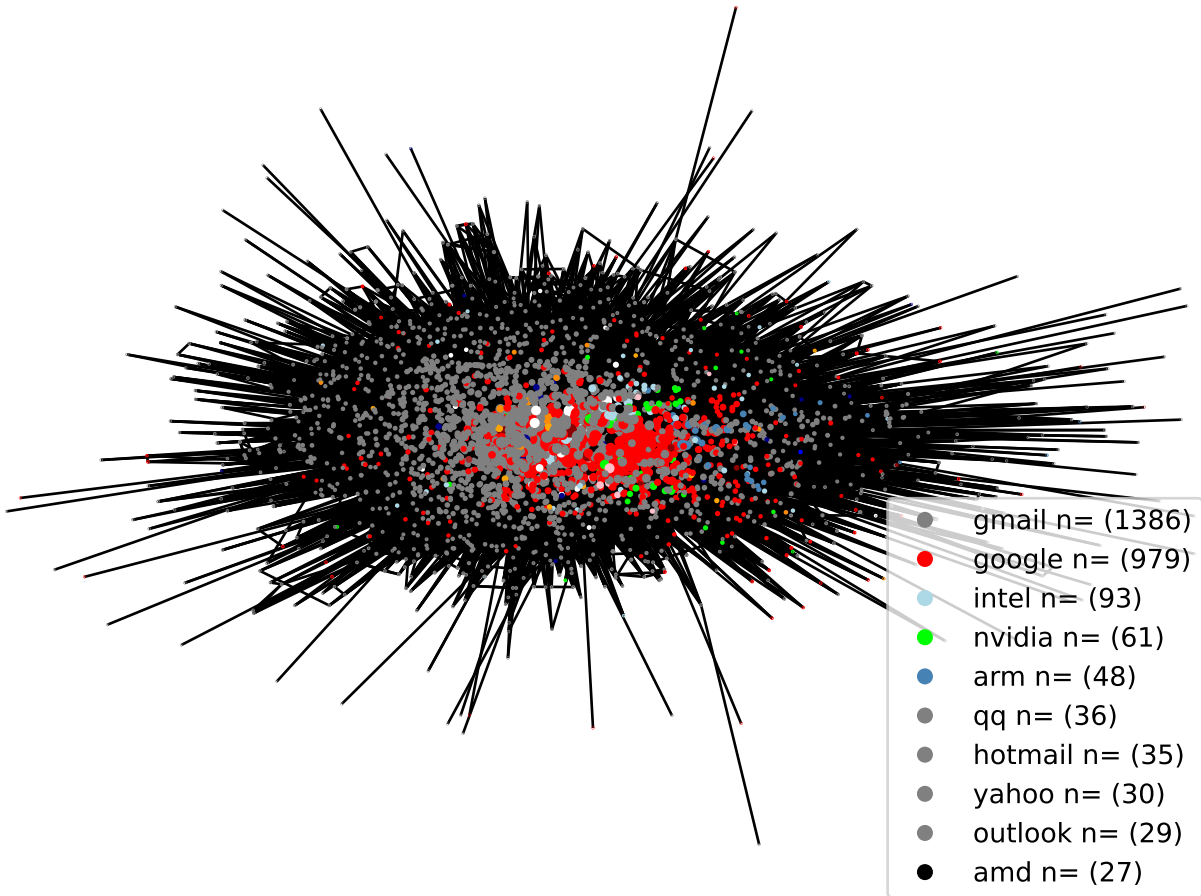 gmail n= (1386)
google n= (979)
intel n= (93)
nvidia n= (61)
arm n= (48)
qq n= (36)
hotmail n= (35)
yahoo n= (30)
outlook n= (29)
amd n= (27)